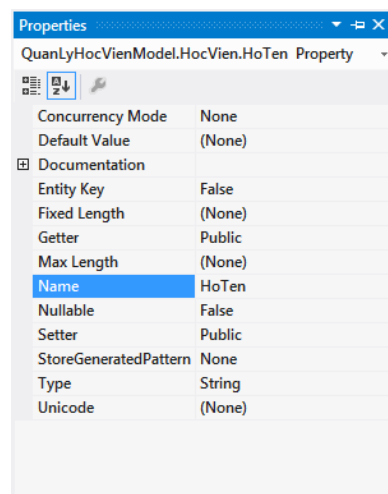 Properties
QuanLyHocVienModel.HocVien.HoTen Property
Concurrency Mode None
Default Value (None)
Documentation
Entity Key False
Fixed Length (None)
Getter Public
Max Length (None)
Name HoTen
Nullable False
Setter Public
StoreGeneratedPattern None
Type String
Unicode (None)